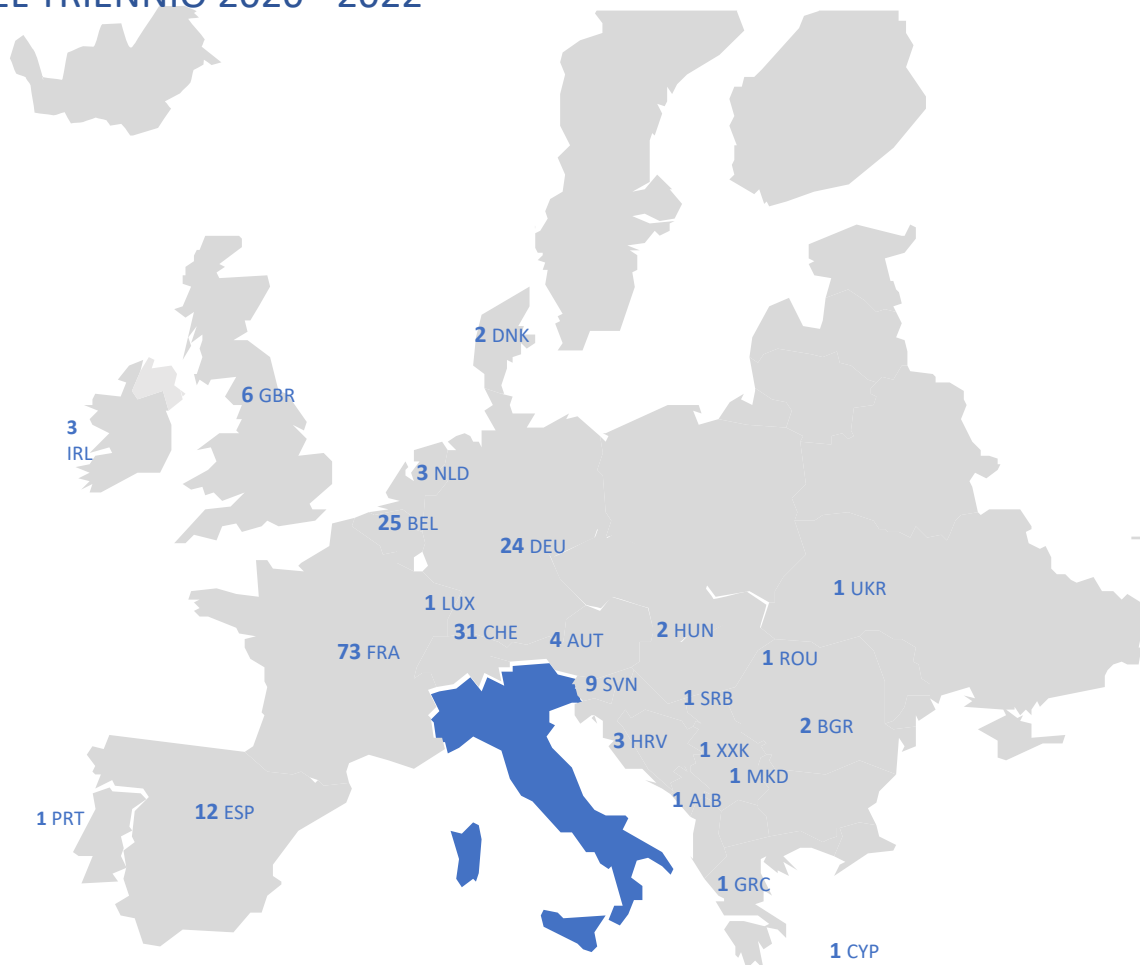 EL TRIENNIO 2020 - 2022
2 DNK
6 GBR
3
IRL
3 NLD
25 BEL
24 DEU
1 UKR
1 LUX
31 CHE
4 AUT
2 HUN
73 FRA
1 ROU
9 SVN
1 SRB
2 BGR
3 HRV
1 XXK
1 MKD
1 ALB
12 ESP
1 PRT
1 GRC
1 CYP